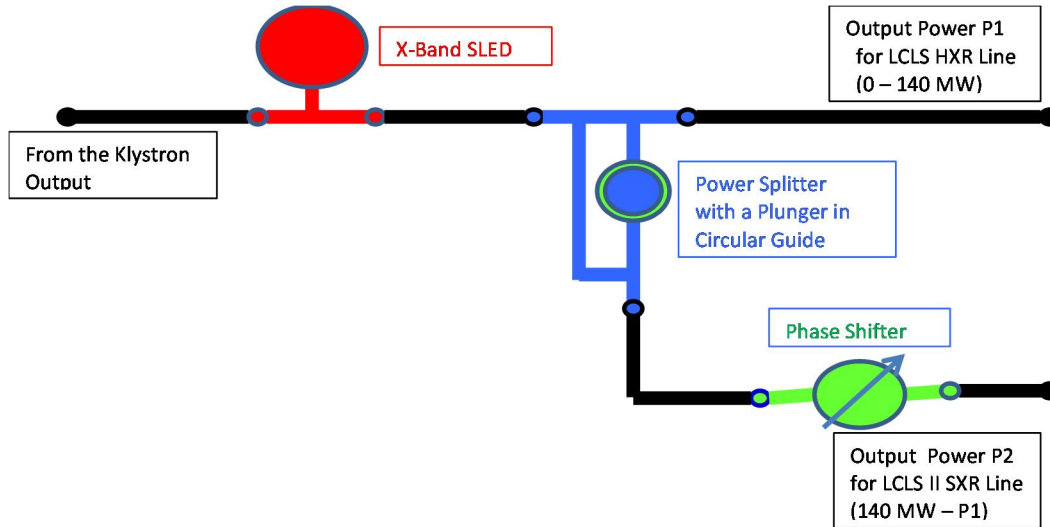 X-Band SLED
Output Power P1
for LCLS HXR Line
(0 – 140 MW)
From the Klystron
Output
Power Splitter
with a Plunger in
Circular Guide
Phase Shifter
Output Power P2
for LCLS II SXR Line
(140 MW – P1)